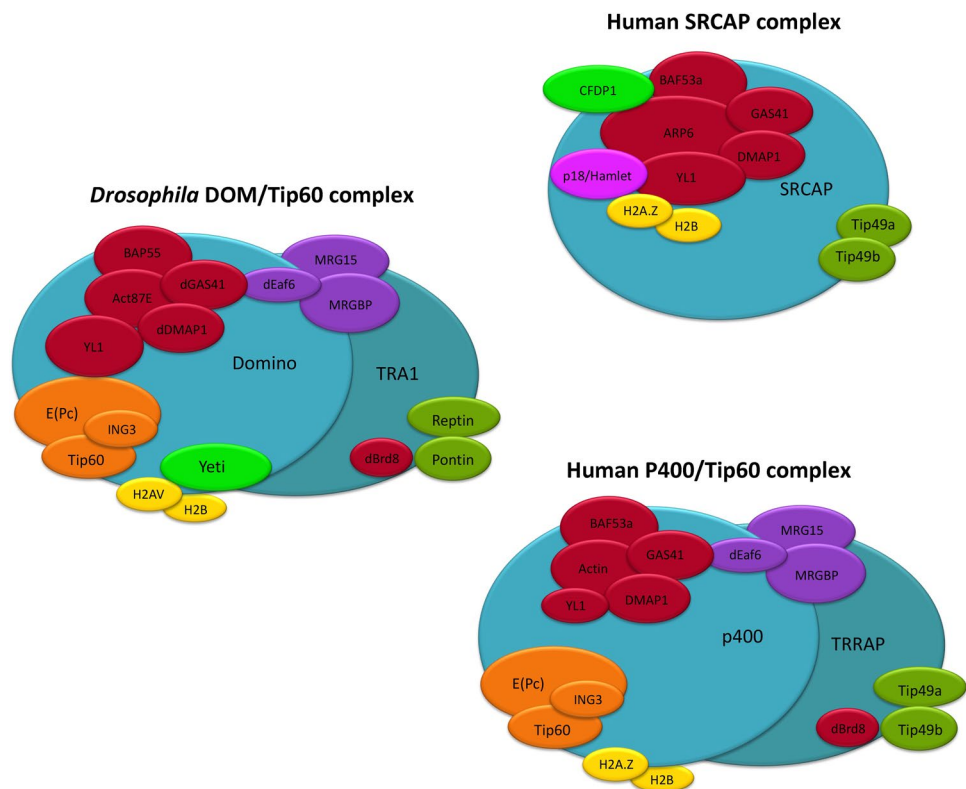 Human SRCAP complex
BAF53a
CFDP1
GAS41
ARP6
DMAP1
p18/Hamlet
YL1
SRCAP
H2A.Z
H2B
Tip49a
Tip49b
Drosophila DOM/Tip60 complex
BAP55
MRG15
dGAS41
dEaf6
Act87E
MRGBP
dDMAP1
YL1
Domino
TRA1
E(Pc)
Reptin
ING3
Tip60
dBrd8
Pontin
Yeti
H2AV
H2B
Human P400/Tip60 complex
BAF53a
MRG15
GAS41
dEaf6
Actin
MRGBP
YL1
DMAP1
p400
TRRAP
E(Pc)
Tip49a
ING3
Tip60
dBrd8
Tip49b
H2A.Z
H2B